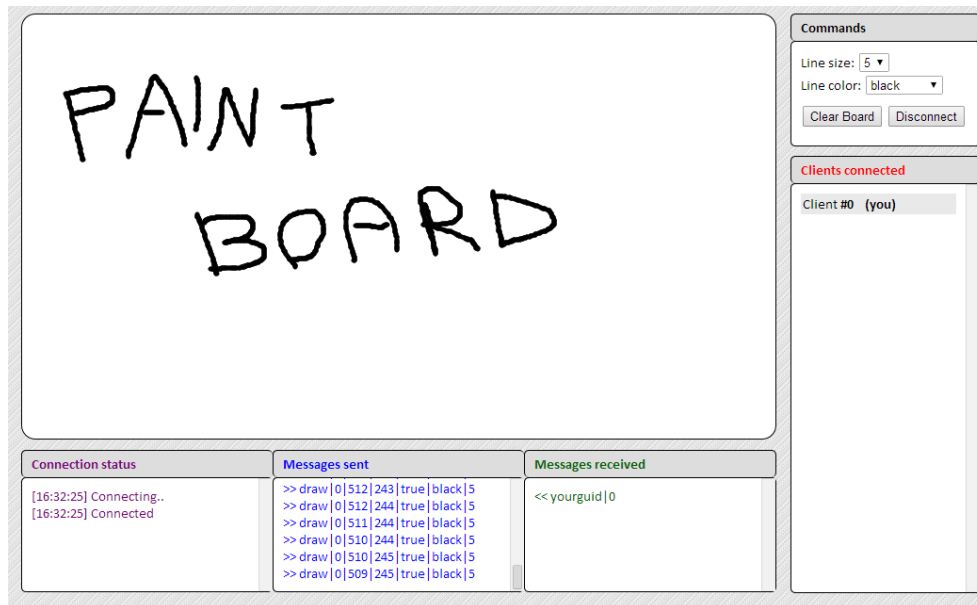 PAINT
BOARD
Commands
Line size: 5
Line color: black
Clear Board Disconnect
Clients connected
Client #0 (you)
Connection status
[16:32:25] Connecting..
[16:32:25] Connected
Messages sent
>> draw|0|512|243|true|black|5
>> draw|0|512|244|true|black|5
>> draw|0|511|244|true|black|5
>> draw|0|510|244|true|black|5
>> draw|0|510|245|true|black|5
>> draw|0|509|245|true|black|5
Messages received
<< yourguid|0